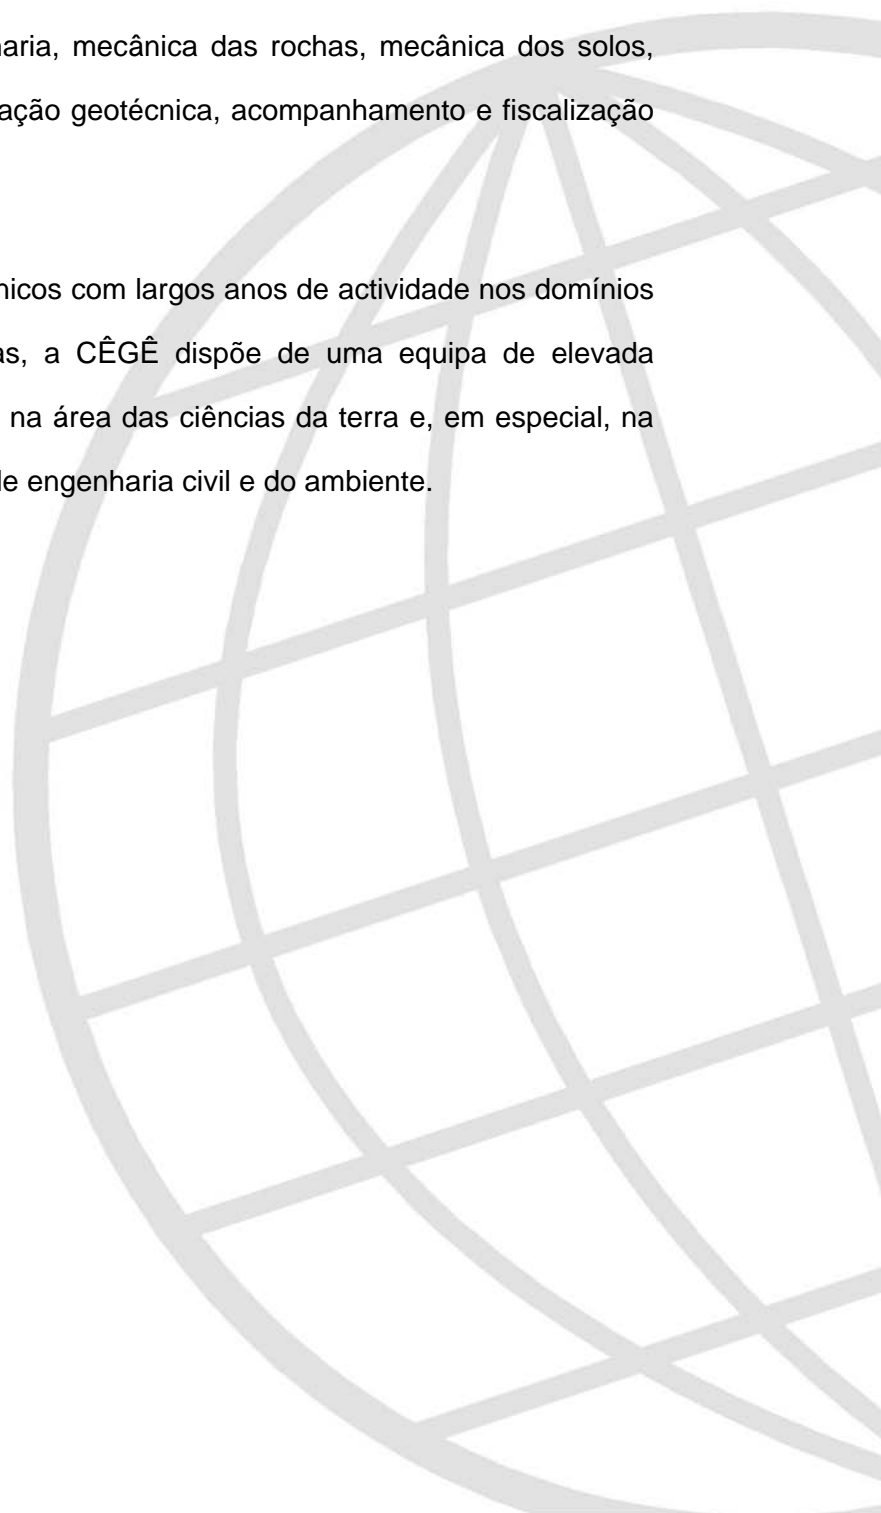 naria, mecânica das rochas, mecânica dos solos,
ação geotécnica, acompanhamento e fiscalização
nicos com largos anos de actividade nos domínios
as, a CÊGÊ dispõe de uma equipa de elevada
na área das ciências da terra e, em especial, na
de engenharia civil e do ambiente.